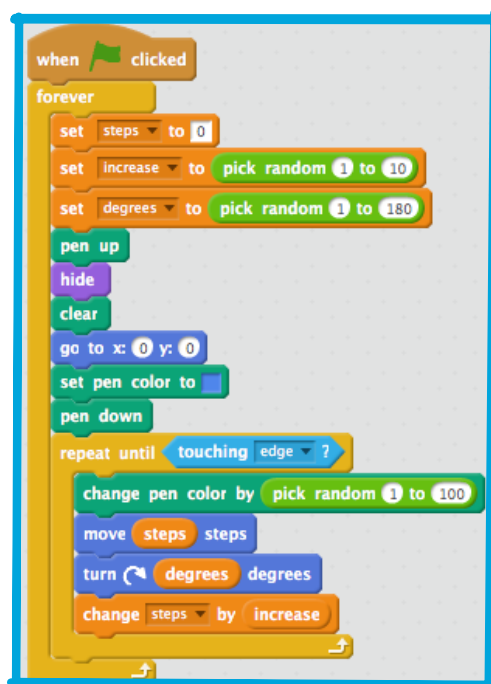 when clicked
forever
set steps to 0
set increase to pick random 1 to 10
set degrees to pick random 1 to 180
pen up
hide
clear
go to x: 0 y: 0
set pen color to
pen down
repeat until touching edge ?
change pen color by pick random 1 to 100
move steps steps
turn degrees degrees
change steps by increase